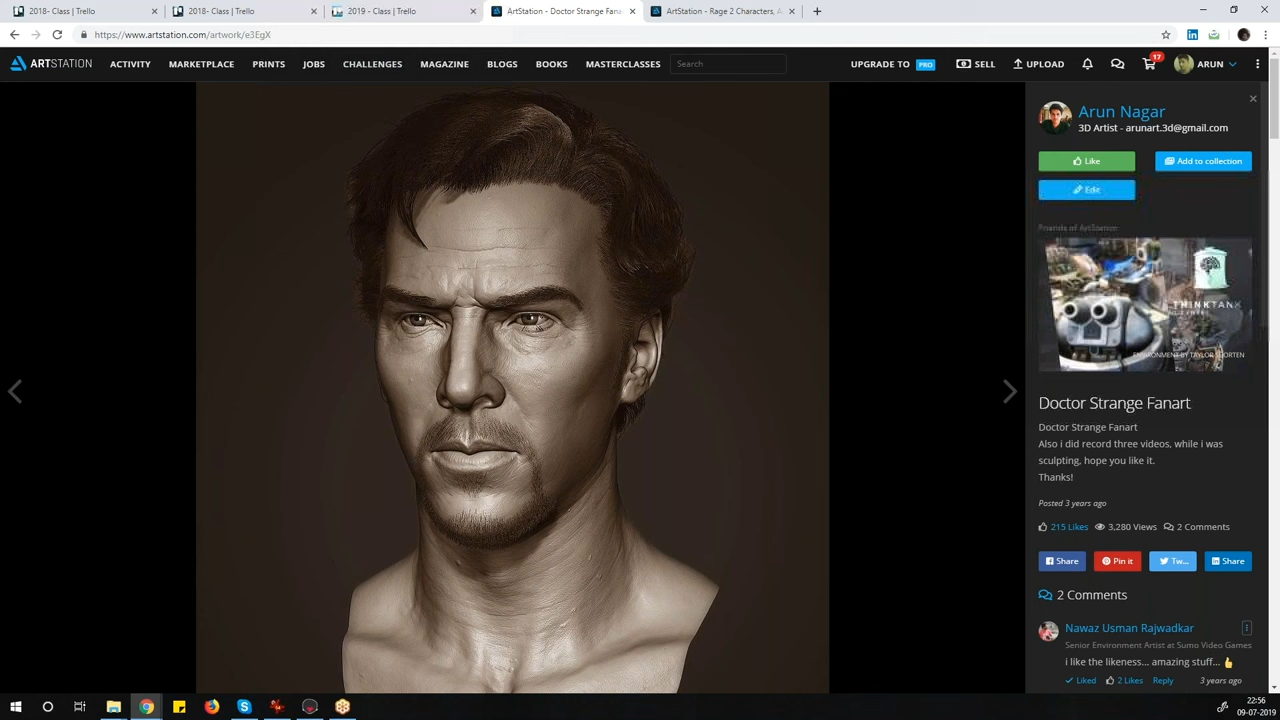 2018- Class | Trello
2018- Class | Trello
2019 - Class | Trello
ArtStation - Doctor Strange Fana
ArtStation - Rage 2 Characters, A
https://www.artstation.com/artwork/e3EgX
ARTSTATION
ACTIVITY
MARKETPLACE
PRINTS
JOBS
CHALLENGES
MAGAZINE
BLOGS
BOOKS
MASTERCLASSES
Search
UPGRADE TO PRO
SELL
UPLOAD
17
ARUN
Arun Nagar
3D Artist - arunart.3d@gmail.com
Like
Add to collection
Edit
Friends of ArtStation
THINKTANK
ENVIRONMENT BY TAYLOR
Doctor Strange Fanart
Doctor Strange Fanart
Also i did record three videos, while i was
sculpting, hope you like it.
Thanks!
Posted 3 years ago
215 Likes 3,280 Views 2 Comments
Share
Pin it
Tw...
Share
2 Comments
Nawaz Usman Rajwadkar
Senior Environment Artist at Sumo Video Games
i like the likeness... amazing stuff...
Liked 2 Likes Reply 3 years ago
22:56
09-07-2019